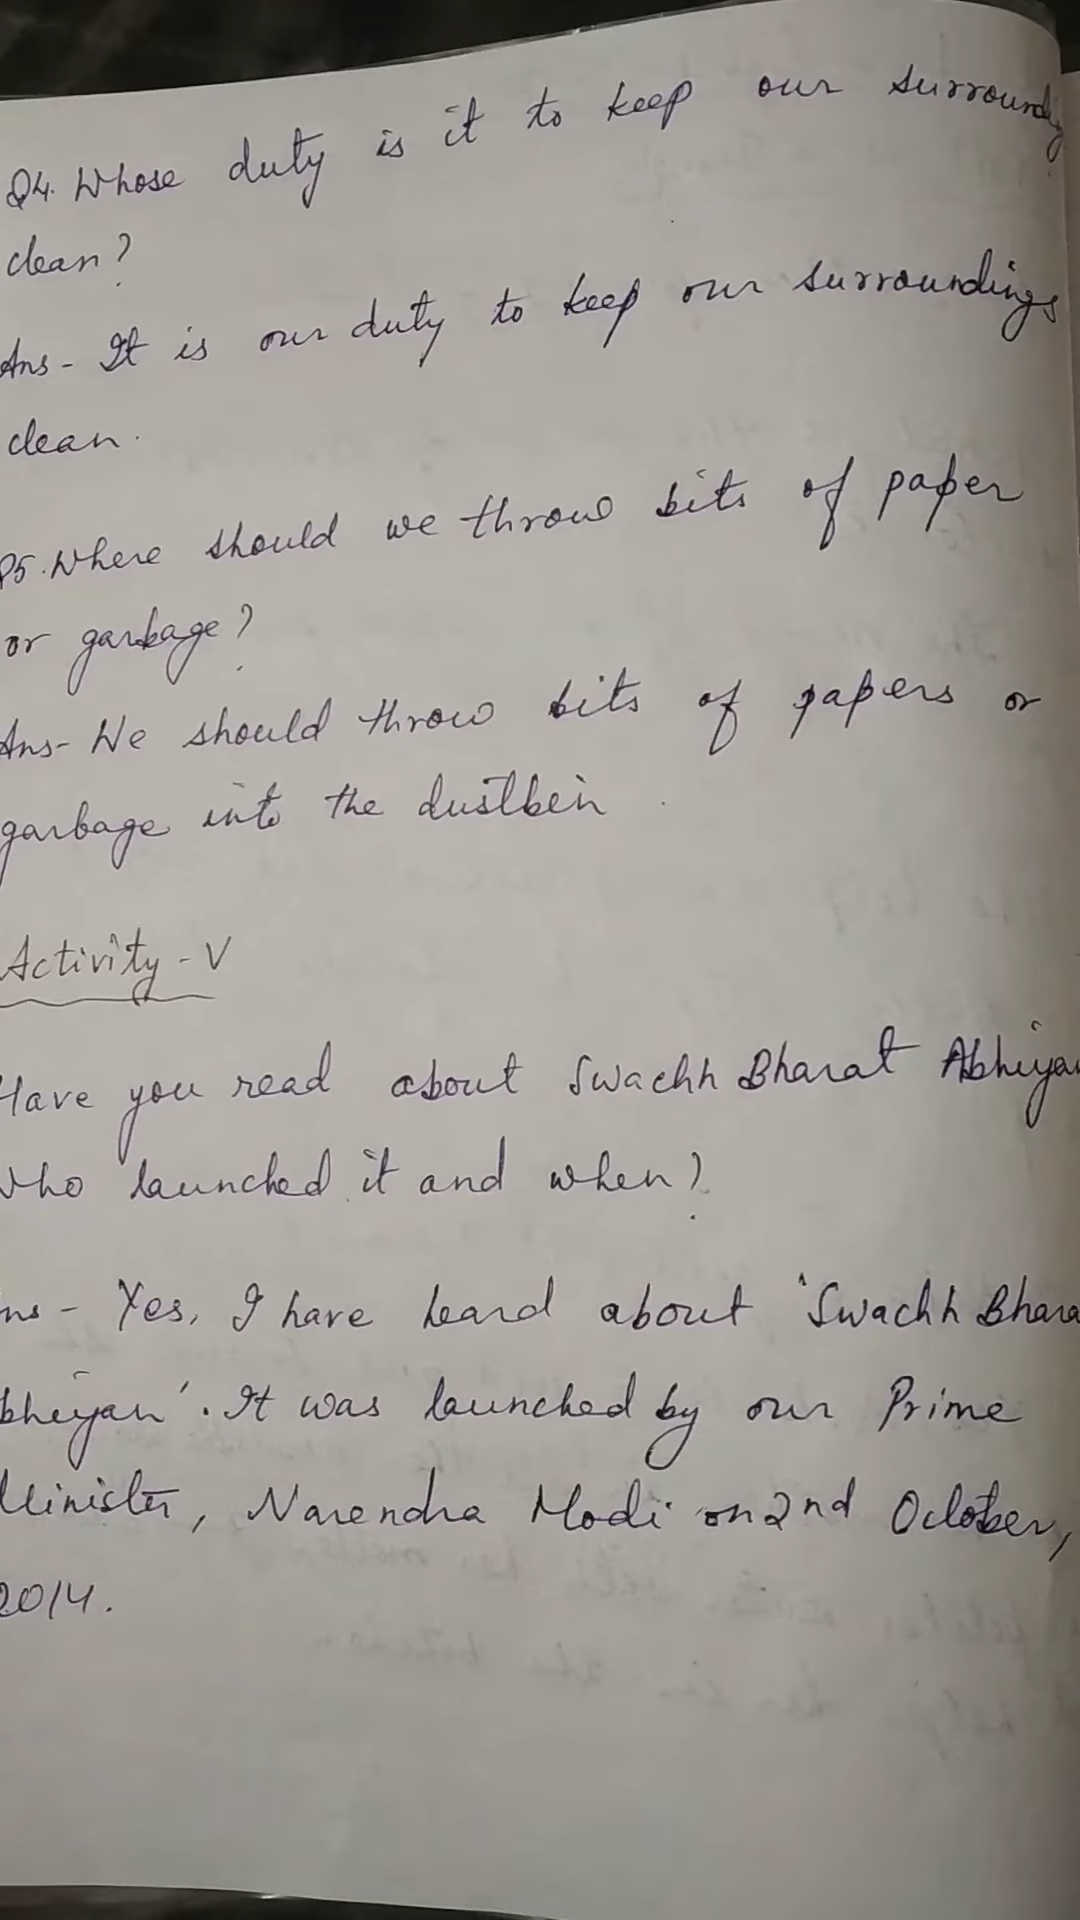 Q4. Whose duty is it to keep our surroundig
clean?
Ans - It is our duty to keep our surroundings
clean.
Q5. Where should we throw bits of paper
or garbage?
Ans - We should throw bits of papers or
garbage into the dustbin
Activity - V
Have you read about Swachh Bharat Abhiyan
Who launched it and when?
Ans - Yes, I have heard about 'Swachh Bhara
bhiyan'. It was launched by our Prime
Minister, Narendra Modi on 2nd October,
2014.